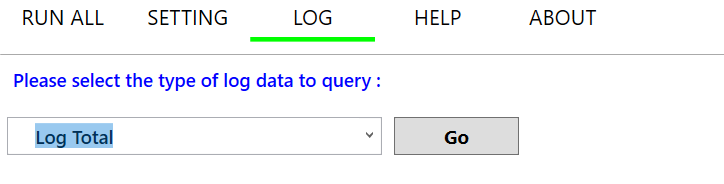 RUN ALL SETTING LOG HELP ABOUT
Please select the type of log data to query :
Log Total Go